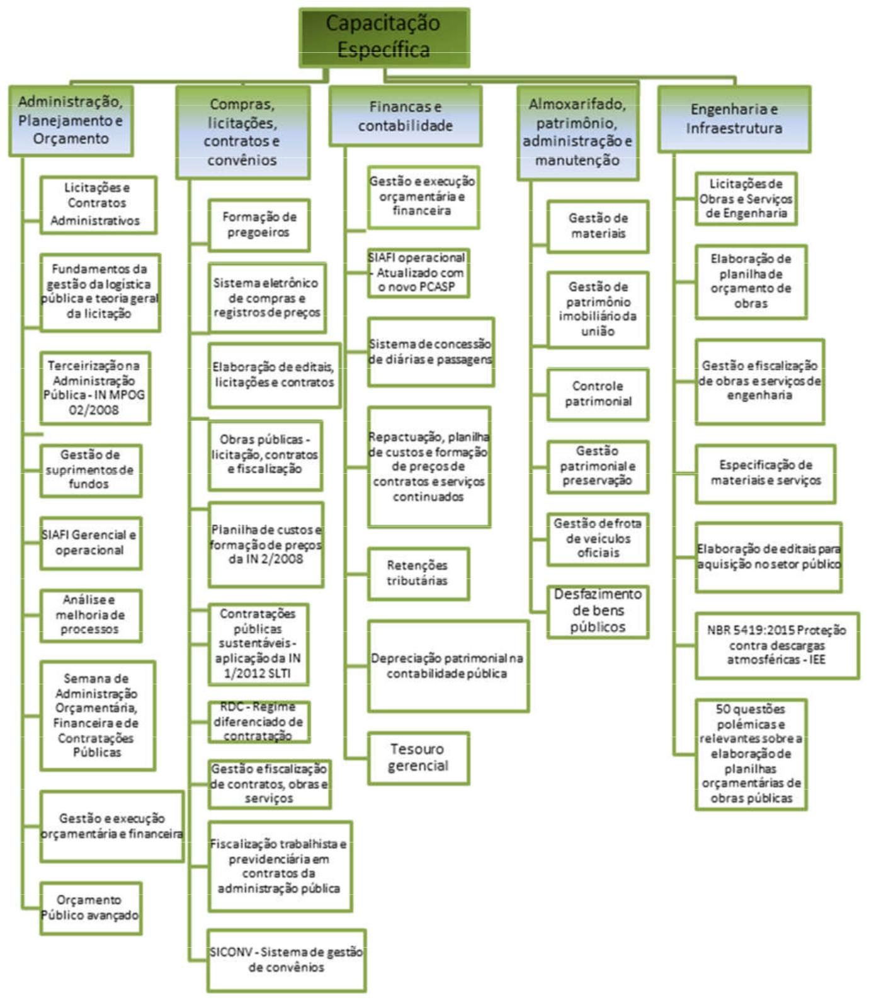 Capacitação
Específica
Administração,
Planejamento e
Orçamento
Licitações e
Contratos
Administrativos
Fundamentos da
gestão da logística
pública e teoria geral
da licitação
Terceirização na
Administração
Pública - IN MPOG
02/2008
Gestão de
suprimentos de
fundos
SIAFI Gerencial e
operacional
Análise e
melhoria de
processos
Semana de
Administração
Orçamentária,
Financeira e de
Contratações
Públicas
Gestão e execução
orçamentária e financeira
Orçamento
Público avançado
Compras,
licitações,
contratos e
convênios
Formação de
pregoeiros
Sistema eletrônico
de compras e
registros de preços
Elaboração de editais,
licitações e contratos
Obras públicas -
licitação, contratos
e fiscalização
Planilha de custos e
formação de preços
da IN 2/2008
Contratações
públicas
sustentáveis -
aplicação da IN
1/2012 SLTI
RDC - Regime
diferenciado de
contratação
Gestão e fiscalização
de contratos, obras e
serviços
Fiscalização trabalhista e
previdenciária em
contratos da
administração pública
SICONV - Sistema de gestão
de convênios
Financas e
contabilidade
Gestão e execução
orçamentária e
financeira
SIAFI operacional
- Atualizado com
o novo PCASP
Sistema de concessão
de diárias e passagens
Repactuação, planilha
de custos e formação
de preços de
contratos e serviços
continuados
Retenções
tributárias
Depreciação patrimonial na
contabilidade pública
Tesouro
gerencial
Almoxarifado,
patrimônio,
administração e
manutenção
Gestão de
materiais
Gestão de
patrimônio
imobiliário da
união
Controle
patrimonial
Gestão
patrimonial e
preservação
Gestão de frota
de veículos
oficiais
Desfazimento
de bens
públicos
Engenharia e
Infraestrutura
Licitações de
Obras e Serviços
de Engenharia
Elaboração de
planilha de
orçamento de
obras
Gestão e fiscalização
de obras e serviços de
engenharia
Especificação de
materiais e serviços
Elaboração de editais para
aquisição no setor público
NBR 5419:2015 Proteção
contra descargas
atmosféricas - IEE
50 questões
polémicas e
relevantes sobre a
elaboração de
planilhas
orçamentárias de
obras públicas